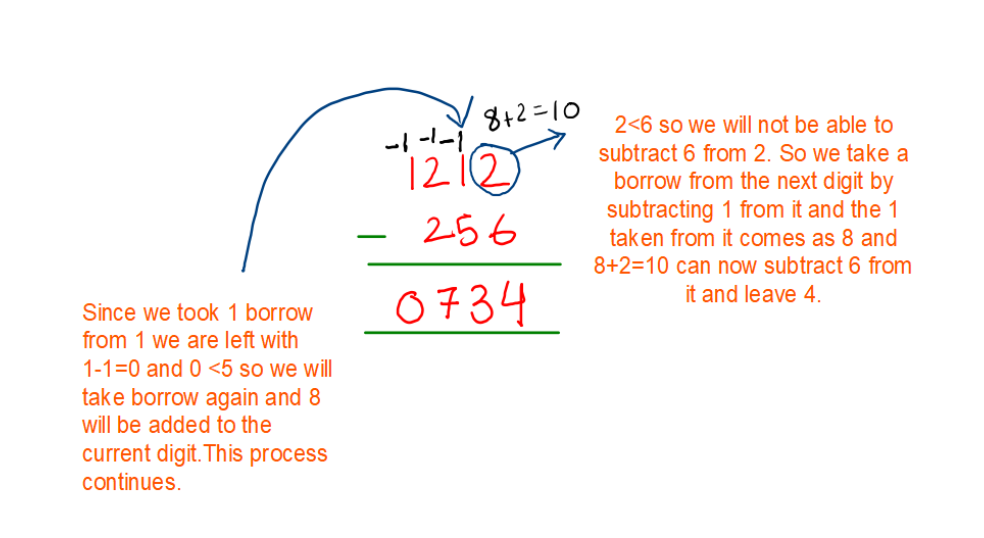 8+2=10
-1 -1 -1
1212
- 256
0734
2<6 so we will not be able to
subtract 6 from 2. So we take a
borrow from the next digit by
subtracting 1 from it and the 1
taken from it comes as 8 and
8+2=10 can now subtract 6 from
it and leave 4.
Since we took 1 borrow
from 1 we are left with
1-1=0 and 0 <5 so we will
take borrow again and 8
will be added to the
current digit.This process
continues.